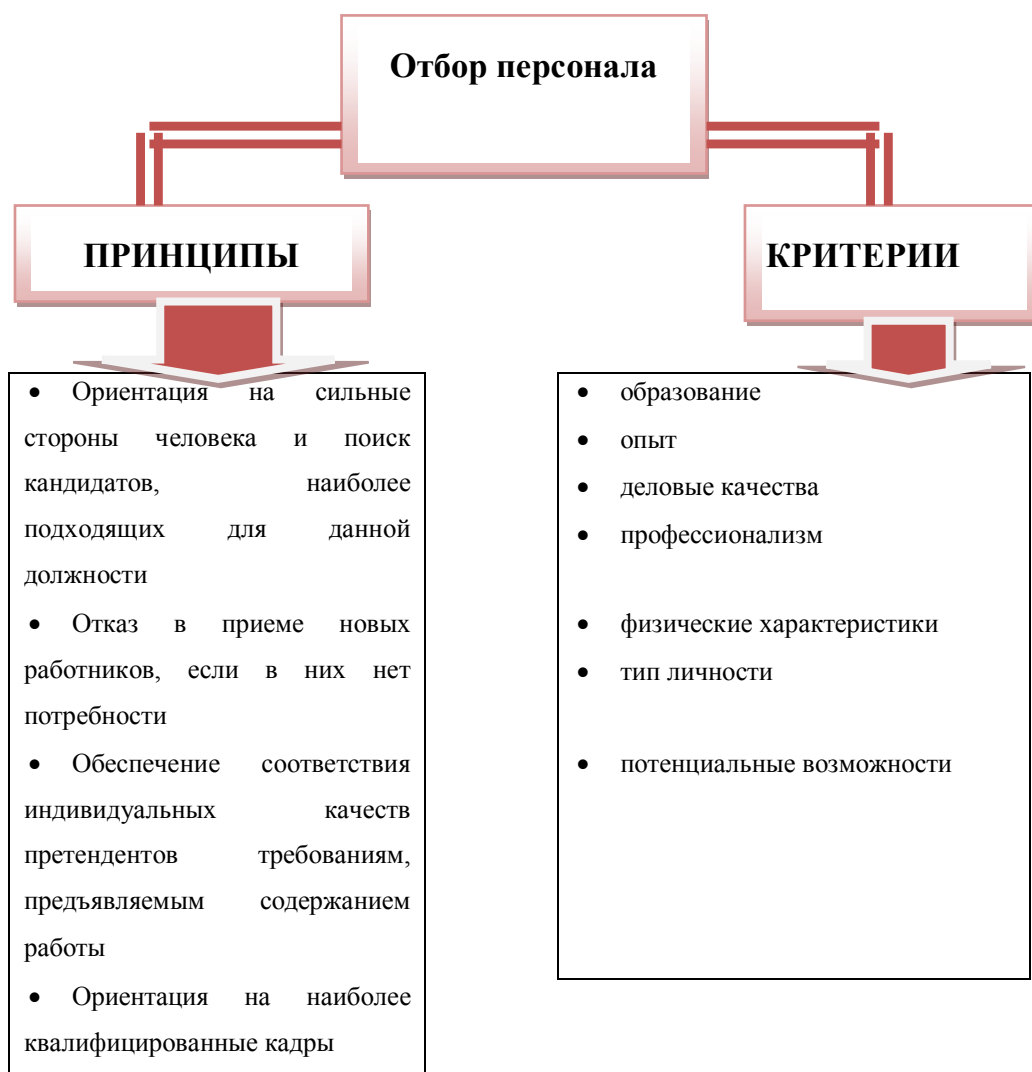 Отбор персонала
ПРИНЦИПЫ
• Ориентация на сильные
стороны человека и поиск
кандидатов, наиболее
подходящих для данной
должности
• Отказ в приеме новых
работников, если в них нет
потребности
• Обеспечение соответствия
индивидуальных качеств
претендентов требованиям,
предъявляемым содержанием
работы
• Ориентация на наиболее
квалифицированные кадры
КРИТЕРИИ
• образование
• опыт
• деловые качества
• профессионализм
• физические характеристики
• тип личности
• потенциальные возможности